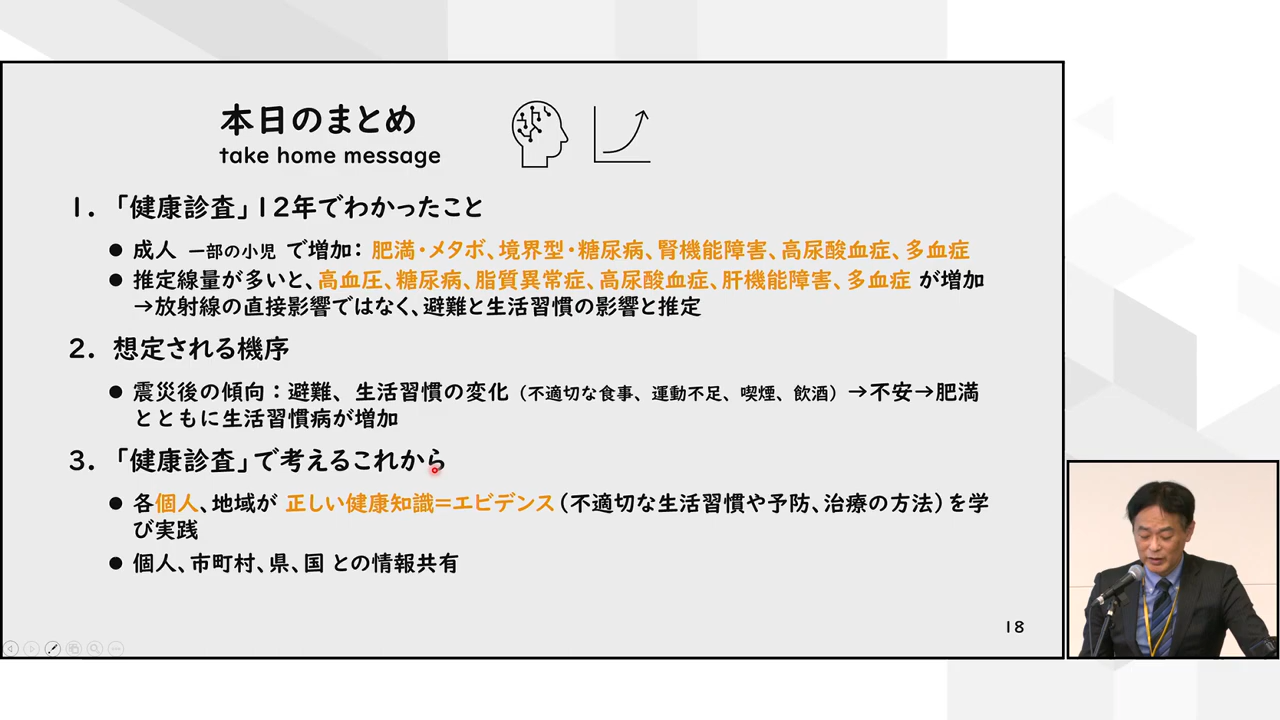 本日のまとめ
take home message
1. 「健康診査」12年でわかったこと
● 成人 一部の小児 で増加: 肥満・メタボ、境界型・糖尿病、腎機能障害、高尿酸血症、多血症
● 推定線量が多いと、高血圧、糖尿病、脂質異常症、高尿酸血症、肝機能障害、多血症 が増加
→放射線の直接影響ではなく、避難と生活習慣の影響と推定
2. 想定される機序
● 震災後の傾向：避難、生活習慣の変化（不適切な食事、運動不足、喫煙、飲酒）→不安→肥満
とともに生活習慣病が増加
3. 「健康診査」で考えるこれから
● 各個人、地域が 正しい健康知識=エビデンス（不適切な生活習慣や予防、治療の方法）を学
び実践
● 個人、市町村、県、国 との情報共有
18